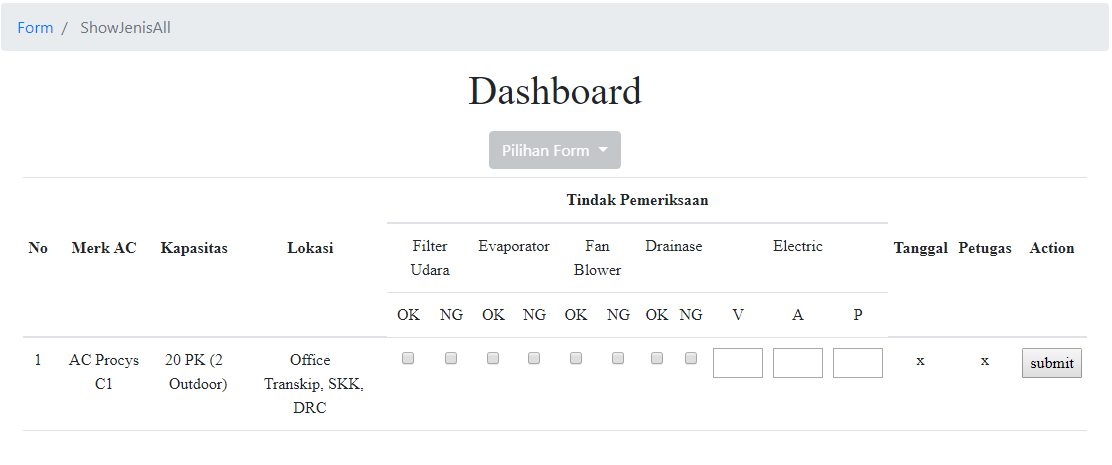 Form / ShowJenisAll
Dashboard
Pilihan Form
Tindak Pemeriksaan
No Merk AC Kapasitas Lokasi Tanggal Petugas Action
Filter Evaporator Fan Drainase Electric
Udara Blower
OK NG OK NG OK NG OK NG V A P
1 AC Procys 20 PK (2 Office x x submit
C1 Outdoor) Transkip, SKK,
DRC